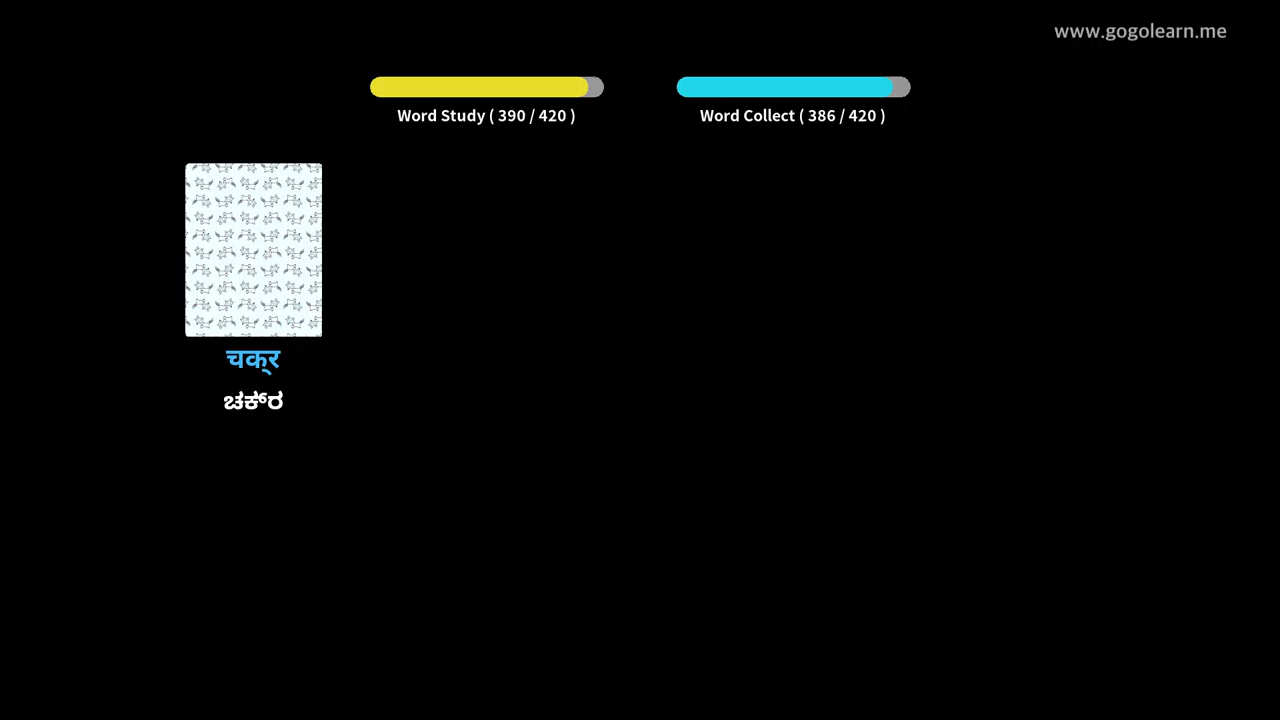 www.gogolearn.me
Word Study ( 390 / 420 )
Word Collect ( 386 / 420 )
चक्‌र
ಚಕ್‌ರ